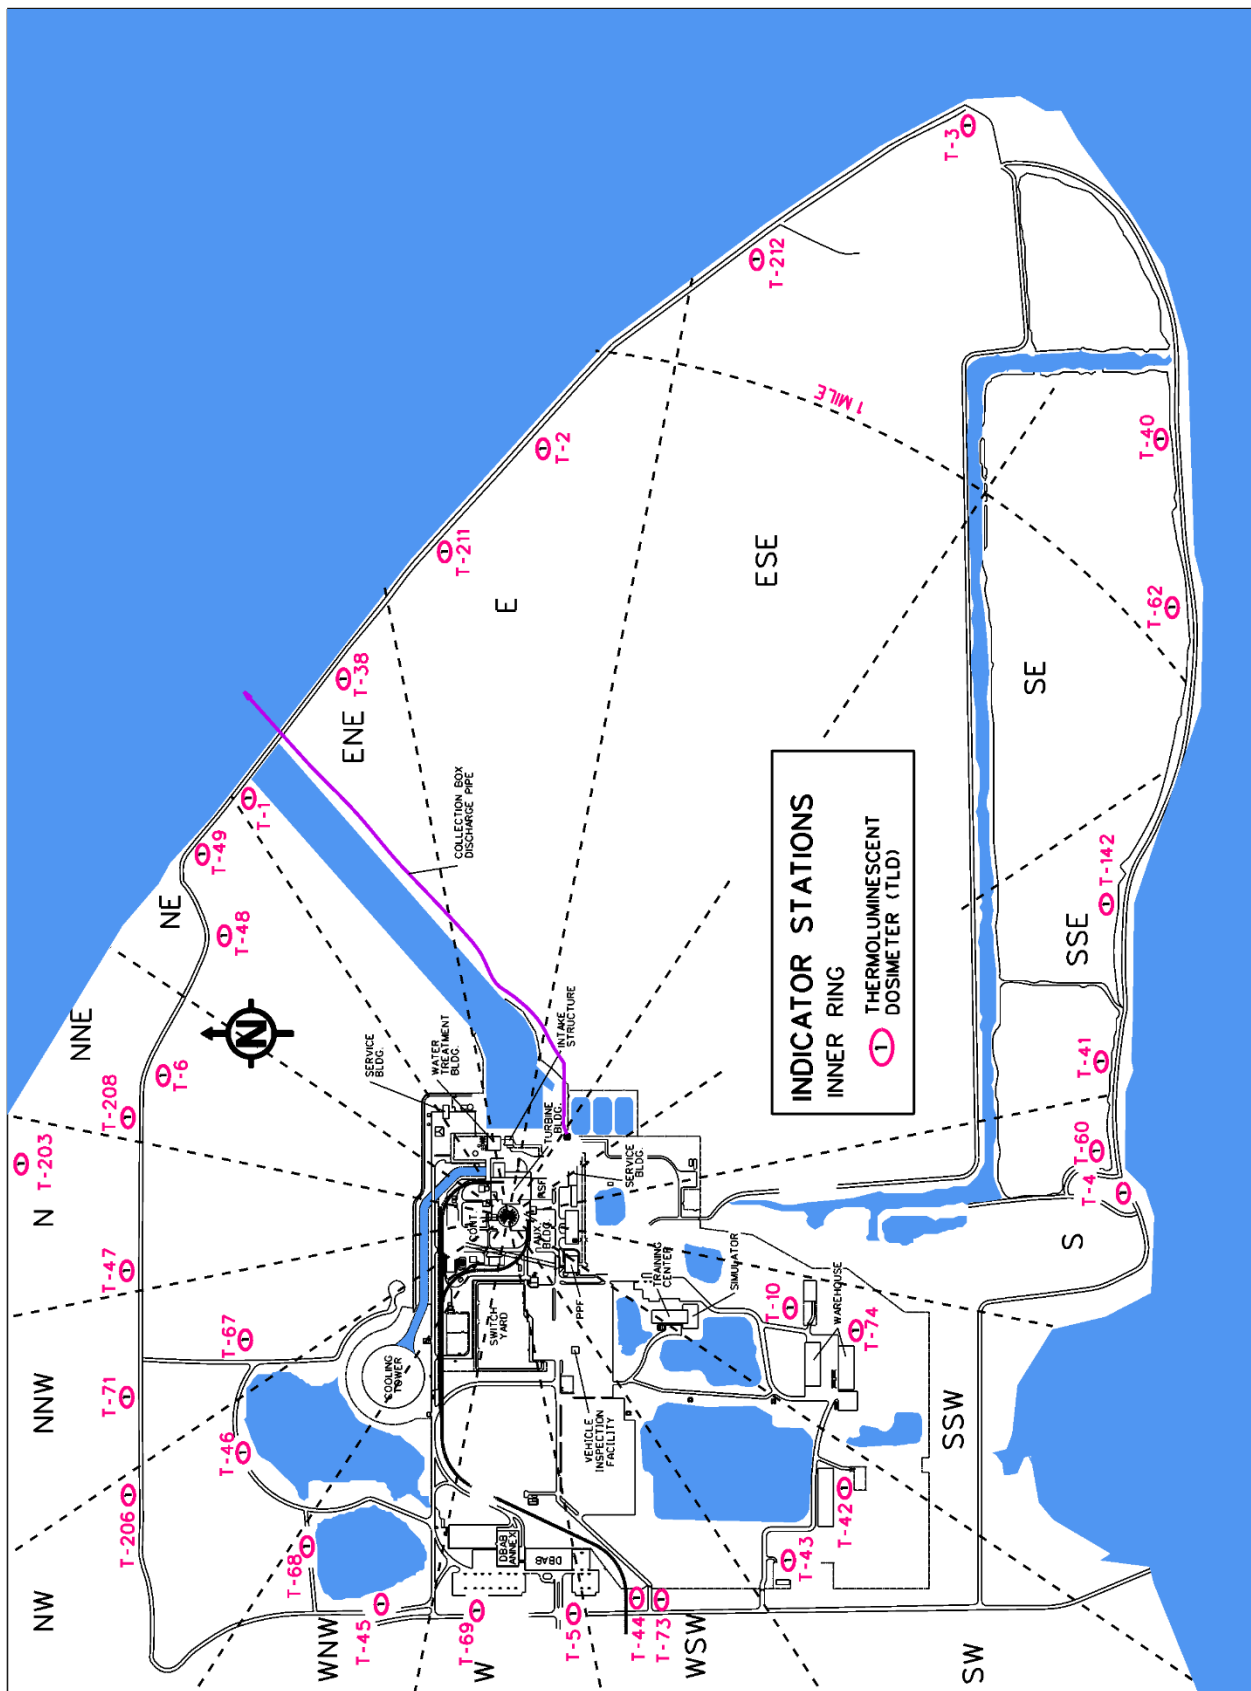 T-3
T-212
1 MILE
T-40
T-2
T-211
ESE
E
T-62
T-38
SE
ENE
T-1
COLLECTION BOX
DISCHARGE PIPE
T-49
NE
T-48
T-142
SSE
INDICATOR STATIONS
INNER RING
1 THERMOLUMINESCENT
DOSIMETER (TLD)
N
NNE
T-6
T-208
T-203
N
SERVICE
BLDG.
WATER
TREATMENT
BLDG.
INTAKE
STRUCTURE
TURBINE
BLDG.
SERVICE
BLDG.
CONT.
AUX.
BLDG.
T-41
T-60
T-4
S
T-47
T-67
T-71
NNW
T-46
T-206
T-68
NW
COOLING
TOWER
SWITCH
YARD
PPF
TRAINING
CENTER
SIMULATOR
VEHICLE
INSPECTION
FACILITY
T-10
WAREHOUSE
T-74
SSW
T-42
T-43
DBAB
ANNEX
DBAB
WNW
T-45
T-69
W
T-5
T-44
T-73
WSW
SW